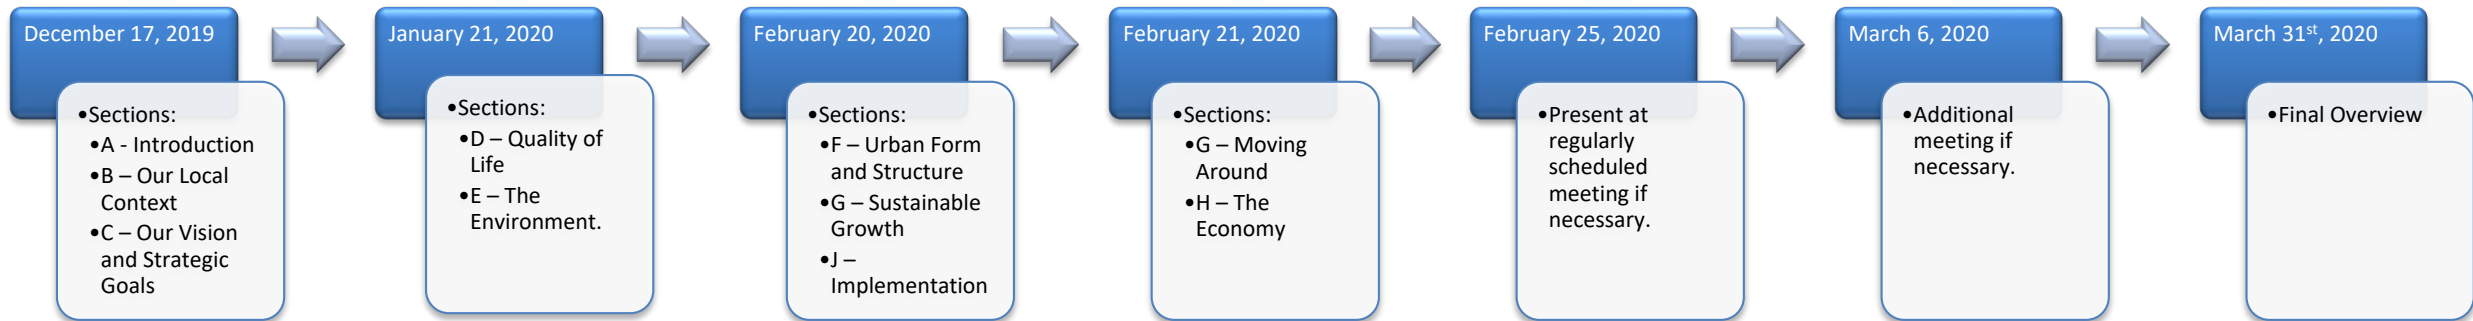 December 17, 2019
•Sections:
•A - Introduction
•B – Our Local
Context
•C – Our Vision
and Strategic
Goals
January 21, 2020
•Sections:
•D – Quality of
Life
•E – The
Environment.
February 20, 2020
•Sections:
•F – Urban Form
and Structure
•G – Sustainable
Growth
•J –
Implementation
February 21, 2020
•Sections:
•G – Moving
Around
•H – The
Economy
February 25, 2020
•Present at
regularly
scheduled
meeting if
necessary.
March 6, 2020
•Additional
meeting if
necessary.
March 31st, 2020
•Final Overview